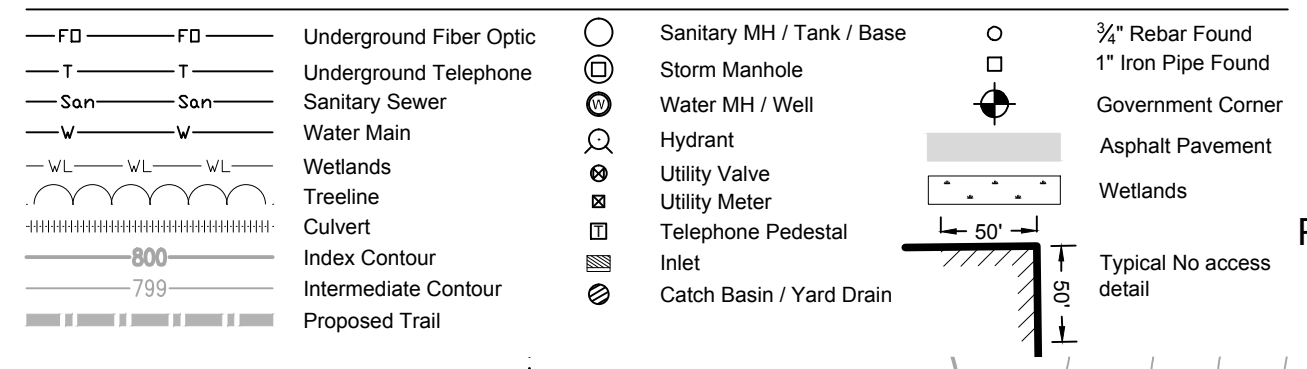 FO FO Underground Fiber Optic
T T Underground Telephone
San San Sanitary Sewer
W W Water Main
WL WL WL Wetlands
Treeline
Culvert
800 Index Contour
799 Intermediate Contour
Proposed Trail
Sanitary MH / Tank / Base
Storm Manhole
W Water MH / Well
Hydrant
Utility Valve
Utility Meter
T Telephone Pedestal
Inlet
Catch Basin / Yard Drain
¾" Rebar Found
1" Iron Pipe Found
Government Corner
Asphalt Pavement
Wetlands
50'
50'
Typical No access
detail